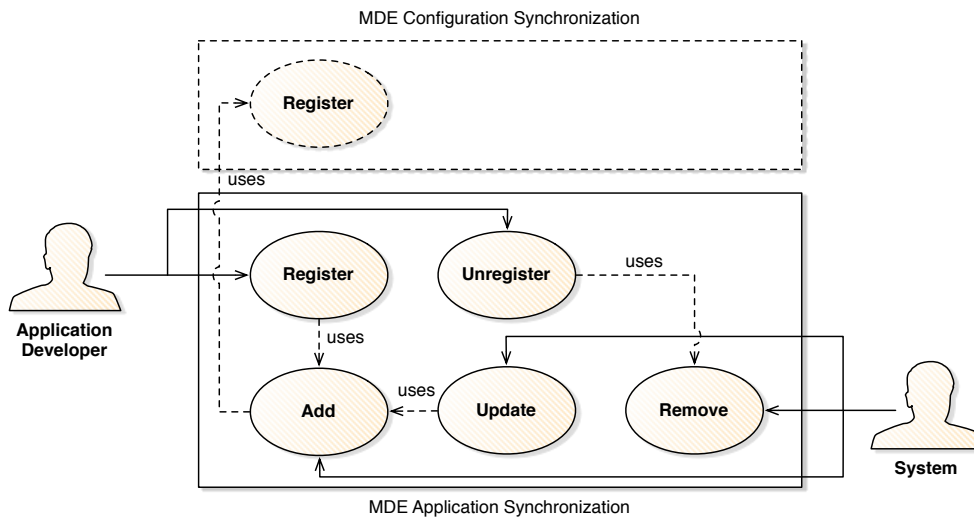 MDE Configuration Synchronization
Register
uses
Register
Unregister
uses
Application
Developer
uses
Add
uses
Update
Remove
System
MDE Application Synchronization